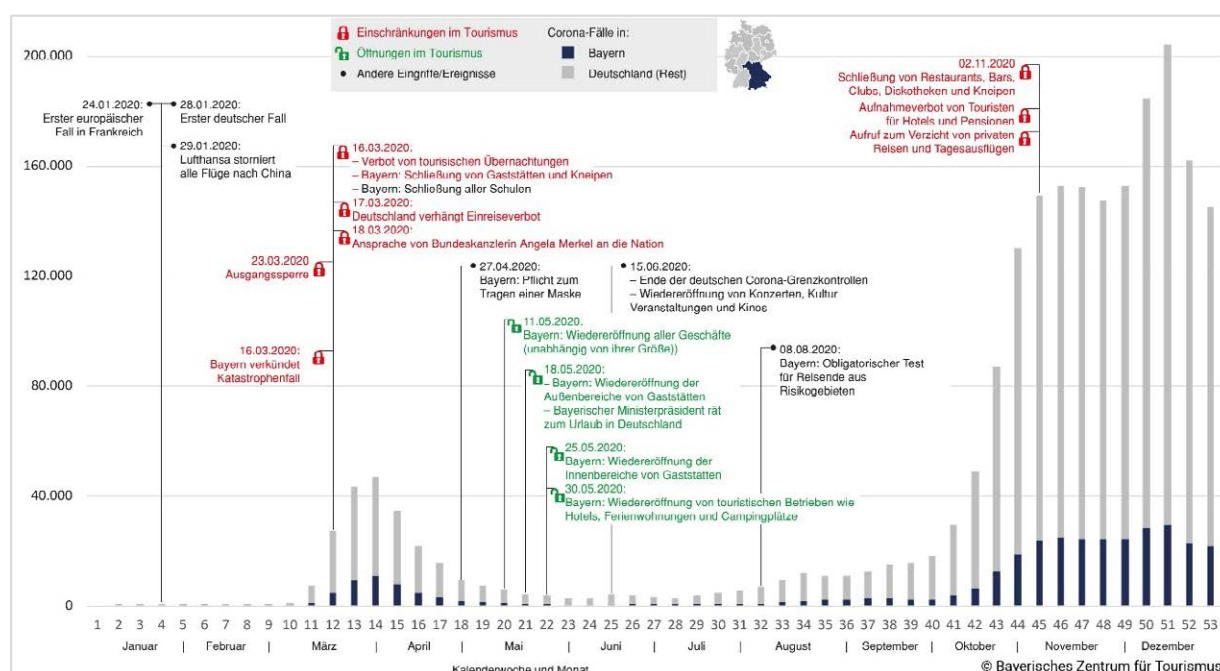 Einschränkungen im Tourismus
Öffnungen im Tourismus
Andere Eingriffe/Ereignisse
Corona-Fälle in:
Bayern
Deutschland (Rest)
200.000
160.000
120.000
80.000
40.000
0
24.01.2020:
Erster europäischer
Fall in Frankreich
28.01.2020:
Erster deutscher Fall
29.01.2020:
Lufthansa storniert
alle Flüge nach China
16.03.2020:
– Verbot von tourisischen Übernachtungen
– Bayern: Schließung von Gaststätten und Kneipen
– Bayern: Schließung aller Schulen
17.03.2020:
Deutschland verhängt Einreiseverbot
18.03.2020:
Ansprache von Bundeskanzlerin Angela Merkel an die Nation
23.03.2020
Ausgangssperre
16.03.2020:
Bayern verkündet
Katastrophenfall
27.04.2020:
Bayern: Pflicht zum
Tragen einer Maske
15.06.2020:
– Ende der deutschen Corona-Grenzkontrollen
– Wiedereröffnung von Konzerten, Kultur
Veranstaltungen und Kinos
11.05.2020:
Bayern: Wiedereröffnung aller Geschäfte
(unabhängig von ihrer Größe))
18.05.2020:
– Bayern: Wiedereröffnung der
Außenbereiche von Gaststätten
– Bayerischer Ministerpräsident rät
zum Urlaub in Deutschland
25.05.2020:
Bayern: Wiedereröffnung der
Innenbereiche von Gaststätten
30.05.2020:
Bayern: Wiedereröffnung von touristischen Betrieben wie
Hotels, Ferienwohnungen und Campingplätze
08.08.2020:
Bayern: Obligatorischer Test
für Reisende aus
Risikogebieten
02.11.2020
Schließung von Restaurants, Bars,
Clubs, Diskotheken und Kneipen
Aufnahmeverbot von Touristen
für Hotels und Pensionen
Aufruf zum Verzicht von privaten
Reisen und Tagesausflügen
1 2 3 4 5 6 7 8 9 10 11 12 13 14 15 16 17 18 19 20 21 22 23 24 25 26 27 28 29 30 31 32 33 34 35 36 37 38 39 40 41 42 43 44 45 46 47 48 49 50 51 52 53
Januar | Februar | März | April | Mai | Juni | Juli | August | September | Oktober | November | Dezember
Kalenderwoche und Monat
© Bayerisches Zentrum für Tourismus